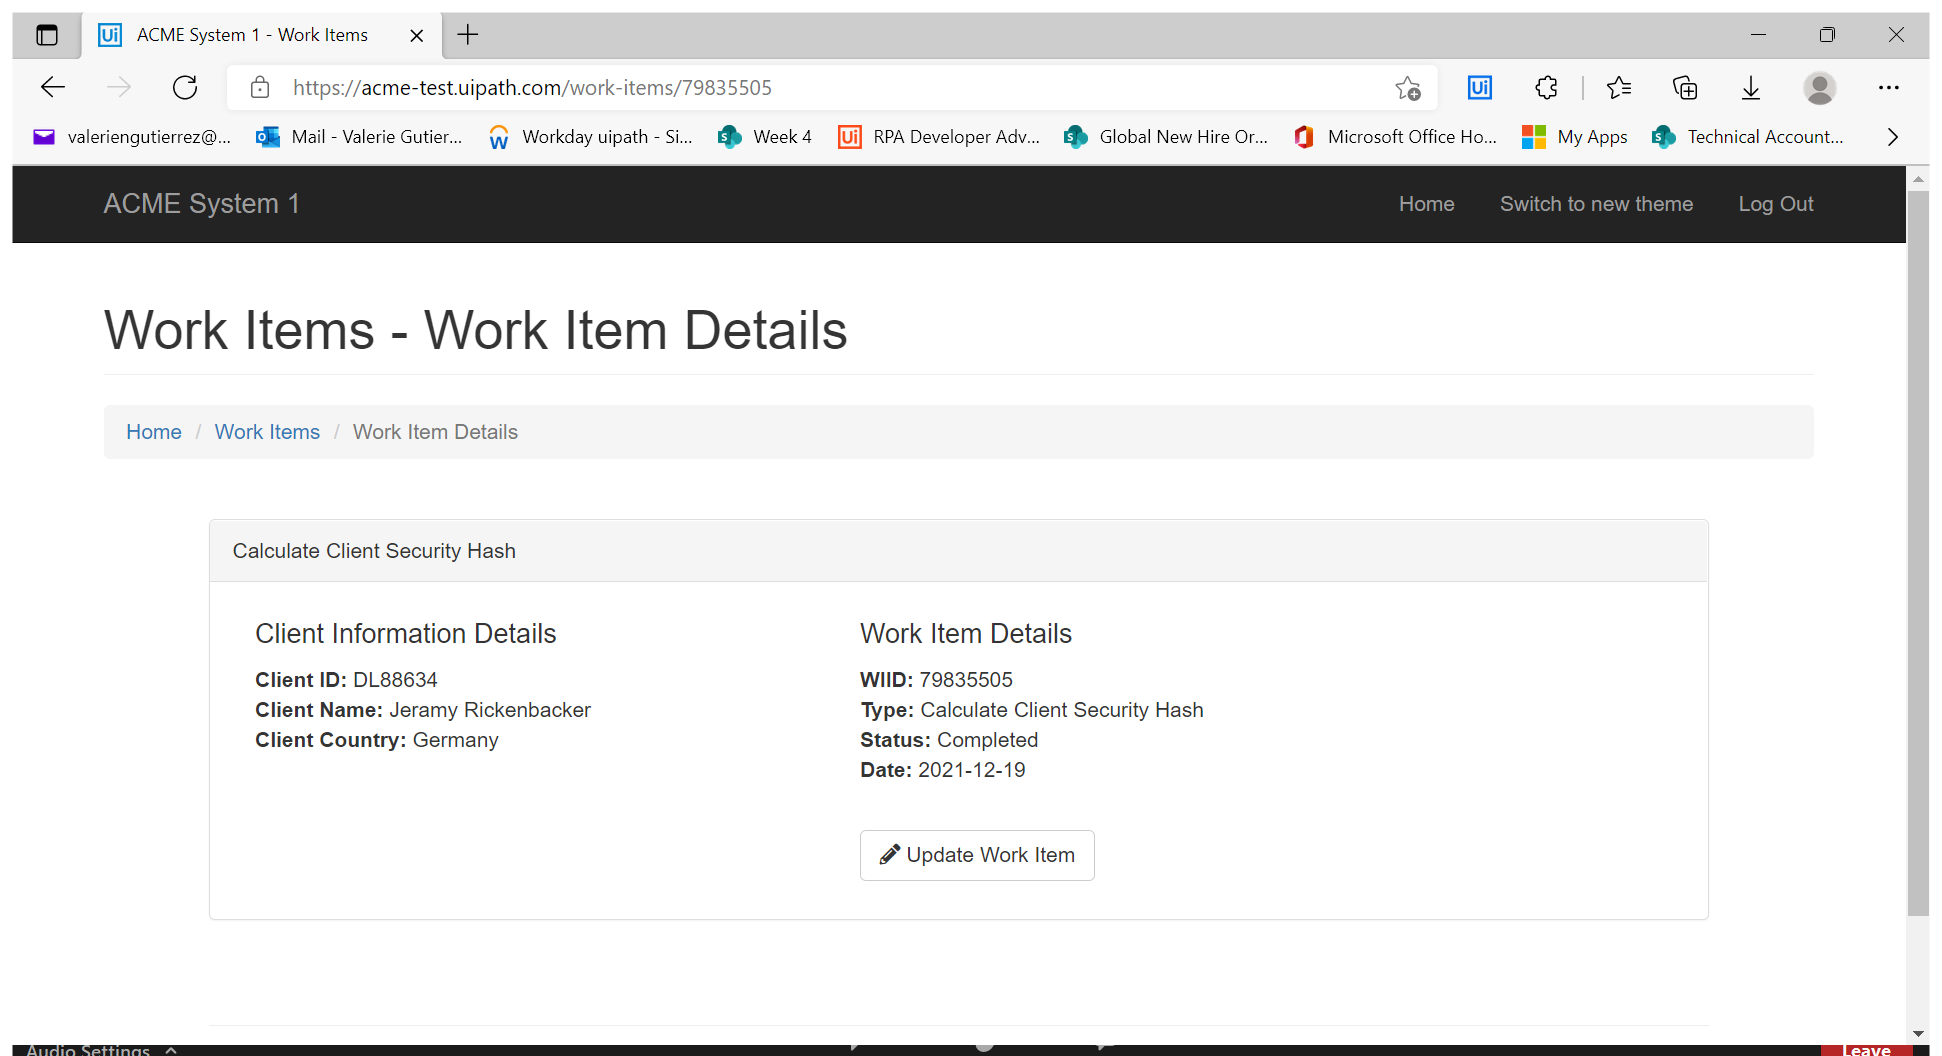 ACME System 1 - Work Items
https://acme-test.uipath.com/work-items/79835505
valeriengutierrez@... Mail - Valerie Gutier... Workday uipath - Si... Week 4 RPA Developer Adv... Global New Hire Or... Microsoft Office Ho... My Apps Technical Account...
ACME System 1 Home Switch to new theme Log Out
Work Items - Work Item Details
Home / Work Items / Work Item Details
Calculate Client Security Hash
Client Information Details
Client ID: DL88634
Client Name: Jeramy Rickenbacker
Client Country: Germany
Work Item Details
WIID: 79835505
Type: Calculate Client Security Hash
Status: Completed
Date: 2021-12-19
Update Work Item
Audio Settings Leave